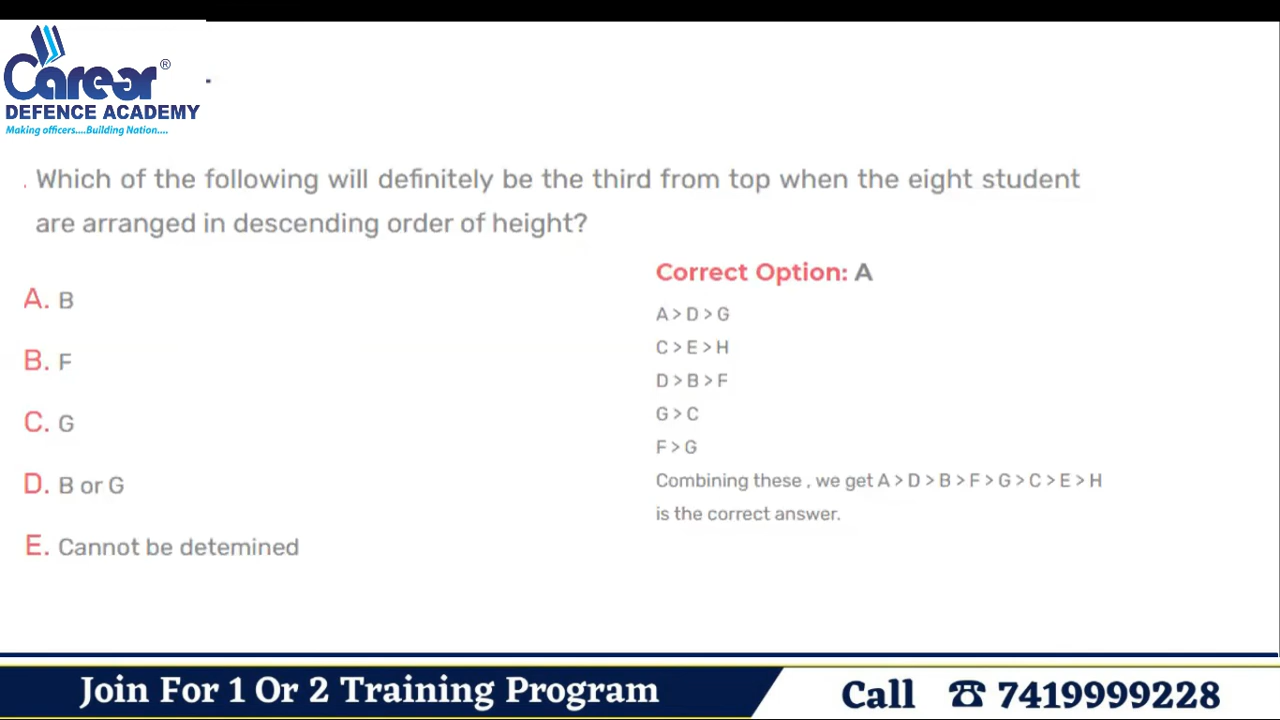 Carear®
DEFENCE ACADEMY
Making officers....Building Nation....
. Which of the following will definitely be the third from top when the eight student
are arranged in descending order of height?
A. B
B. F
C. G
D. B or G
E. Cannot be detemined
Correct Option: A
A > D > G
C > E > H
D > B > F
G > C
F > G
Combining these , we get A > D > B > F > G > C > E > H
is the correct answer.
Join For 1 Or 2 Training Program
Call ☎ 7419999228